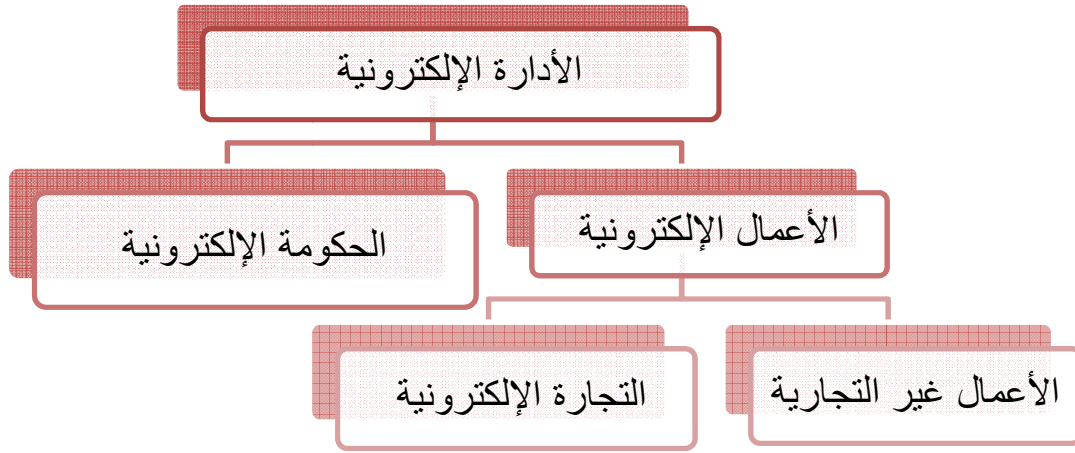 الأدارة الإلكترونية
الأعمال الإلكترونية
الحكومة الإلكترونية
الأعمال غير التجارية
التجارة الإلكترونية